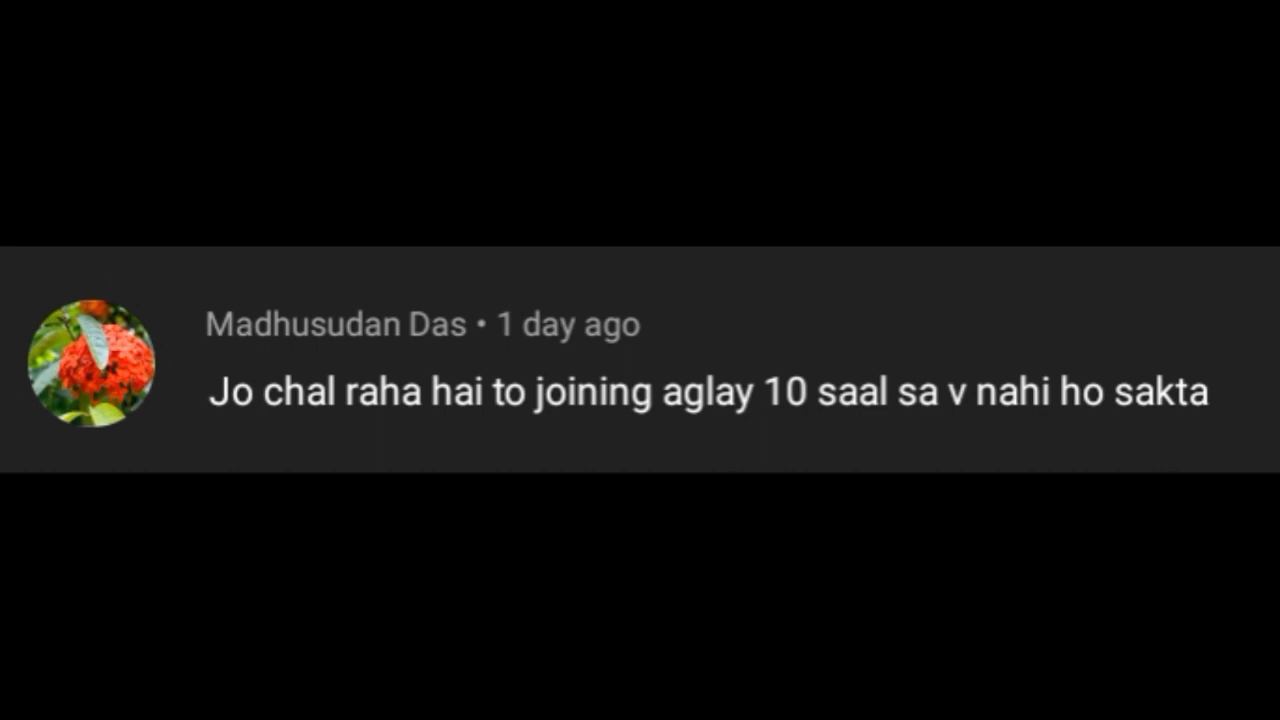 Madhusudan Das • 1 day ago
Jo chal raha hai to joining aglay 10 saal sa v nahi ho sakta